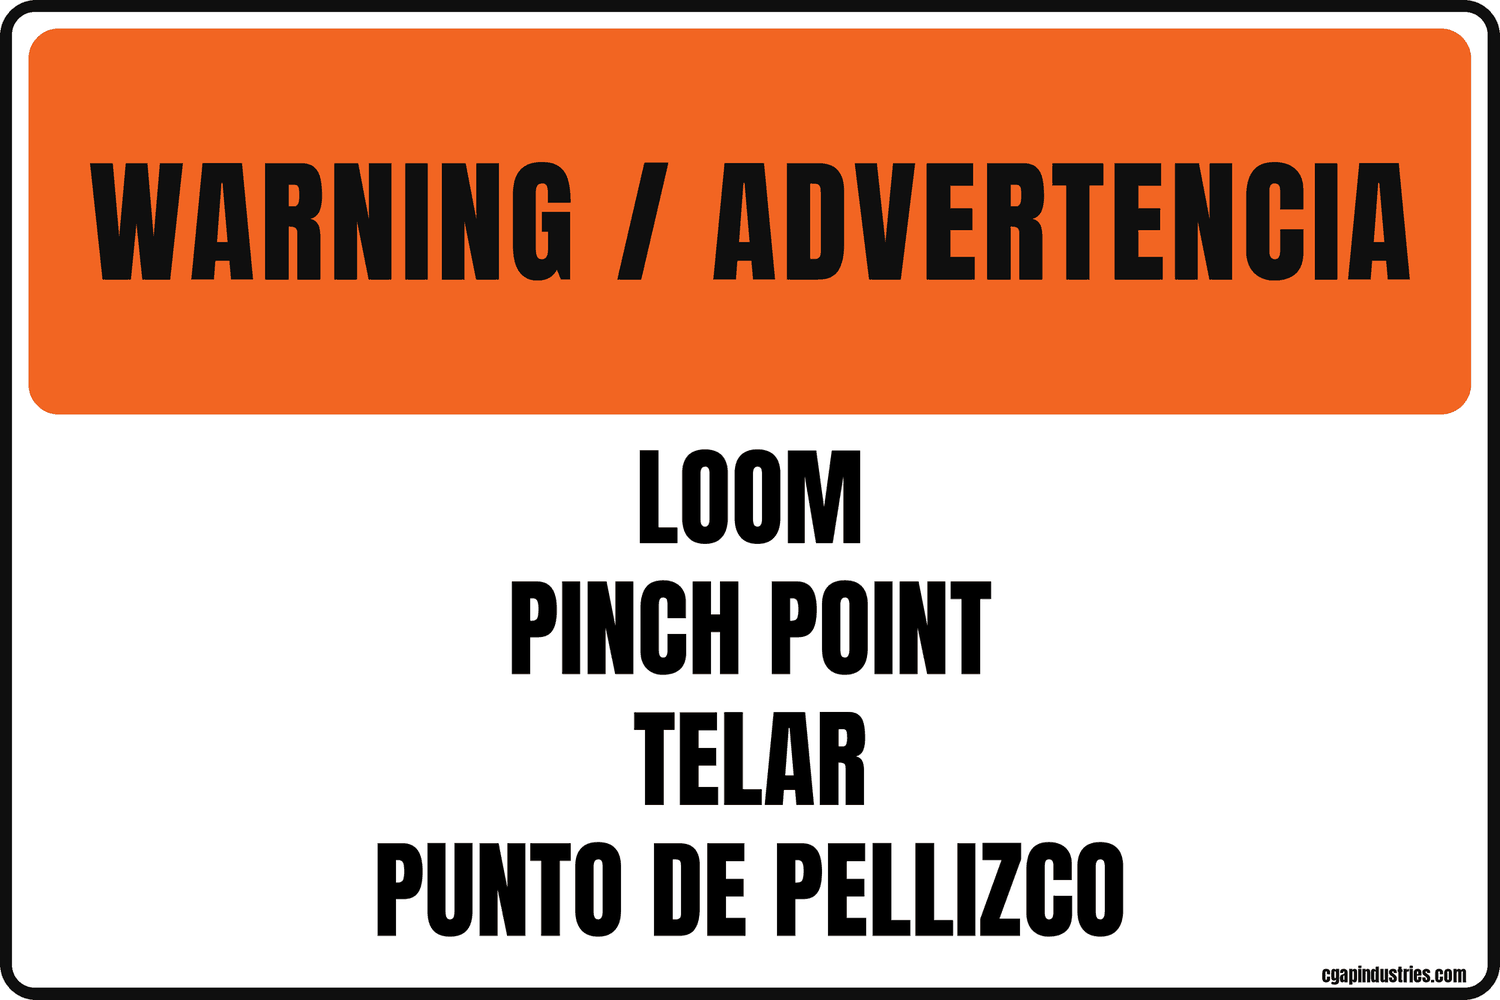 WARNING / ADVERTENCIA
LOOM
PINCH POINT
TELAR
PUNTO DE PELLIZCO
cgapindustries.com